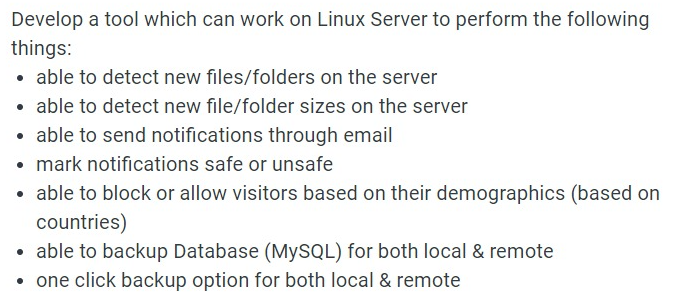 Develop a tool which can work on Linux Server to perform the following
things:
• able to detect new files/folders on the server
• able to detect new file/folder sizes on the server
• able to send notifications through email
• mark notifications safe or unsafe
• able to block or allow visitors based on their demographics (based on
countries)
• able to backup Database (MySQL) for both local & remote
• one click backup option for both local & remote